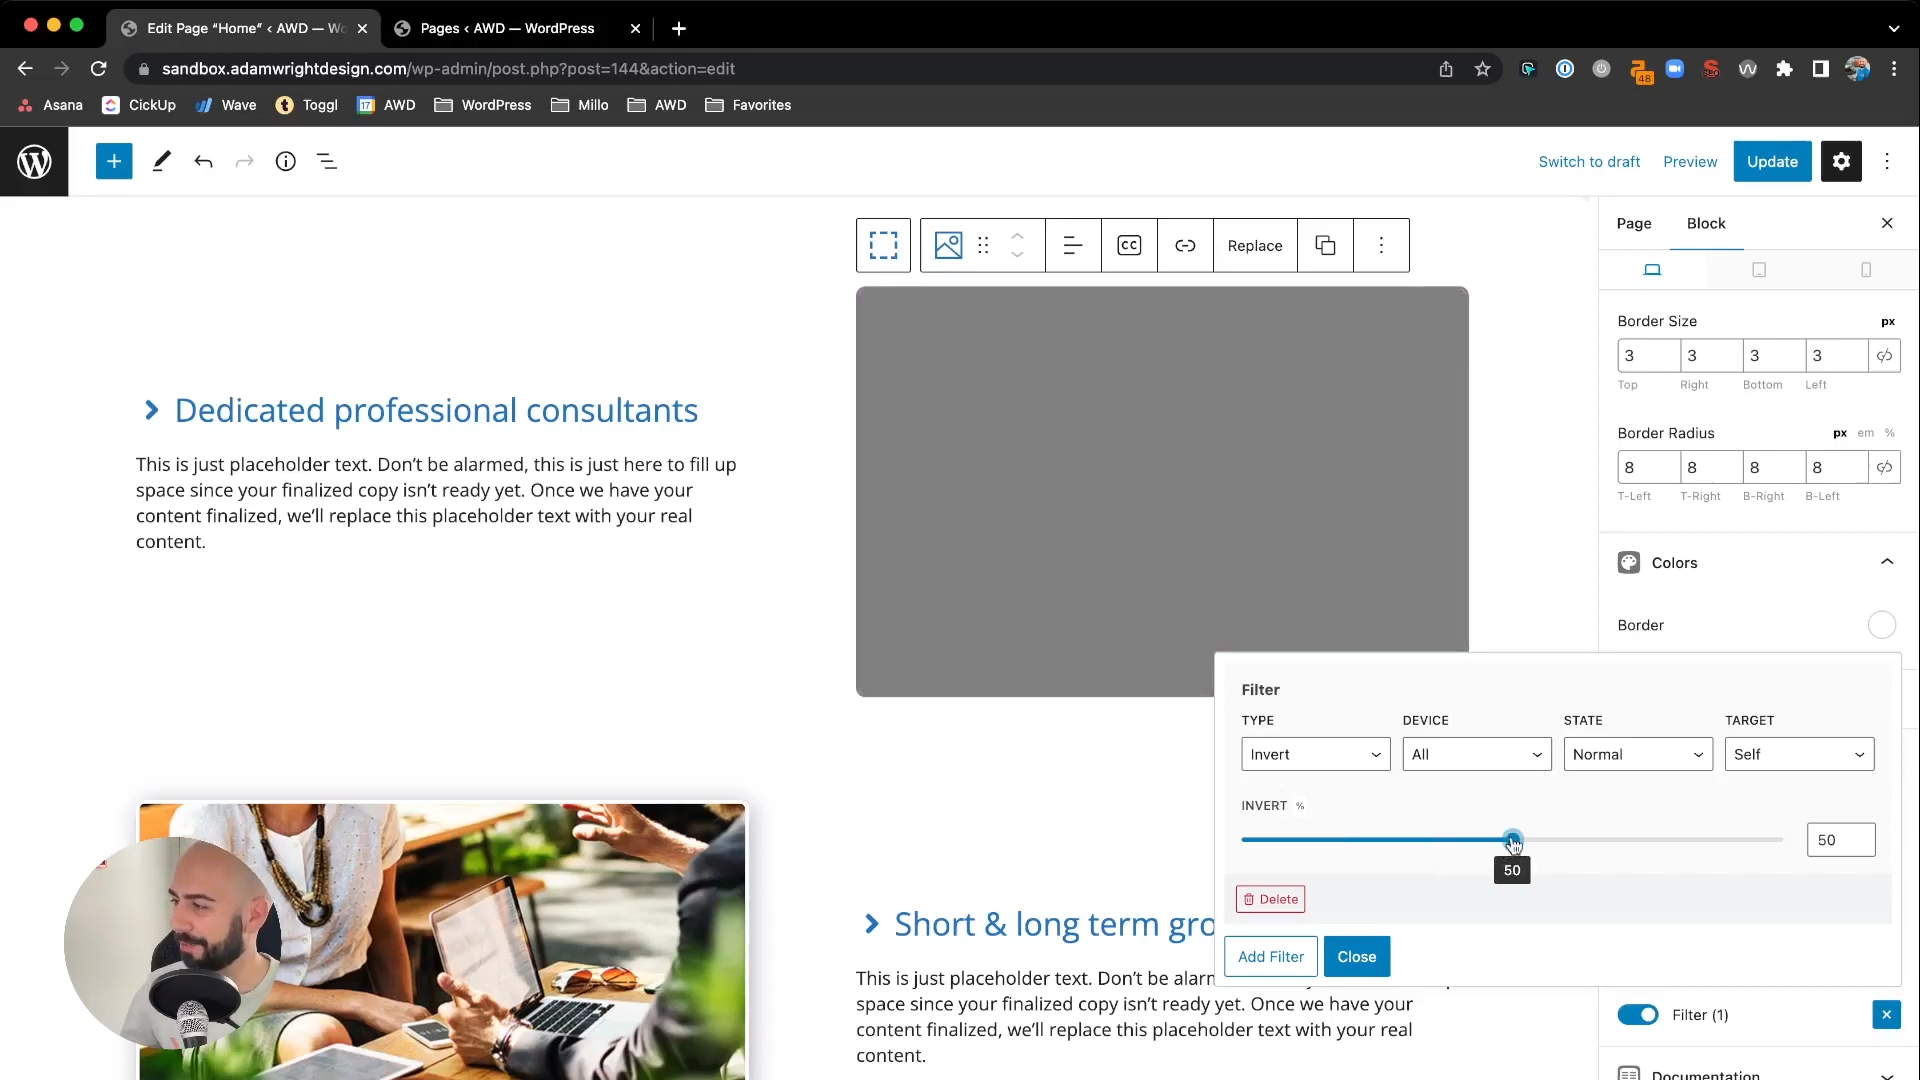 Edit Page “Home” < AWD — Wo
Pages < AWD — WordPress
sandbox.adamwrightdesign.com/wp-admin/post.php?post=144&action=edit
48
SEO
Asana
ClickUp
Wave
Toggl
17
AWD
WordPress
Millo
AWD
Favorites
Switch to draft
Preview
Update
Page
Block
CC
Replace
Border Size
px
3
3
3
3
Top
Right
Bottom
Left
Border Radius
px
em
%
8
8
8
8
T-Left
T-Right
B-Right
B-Left
Colors
Border
Dedicated professional consultants
This is just placeholder text. Don’t be alarmed, this is just here to fill up
space since your finalized copy isn’t ready yet. Once we have your
content finalized, we’ll replace this placeholder text with your real
content.
Filter
TYPE
DEVICE
STATE
TARGET
Invert
All
Normal
Self
INVERT %
50
50
Delete
Add Filter
Close
Short & long term gro
This is just placeholder text. Don’t be alarm
space since your finalized copy isn’t ready yet. Once we have your
content finalized, we’ll replace this placeholder text with your real
content.
Filter (1)
Documentation